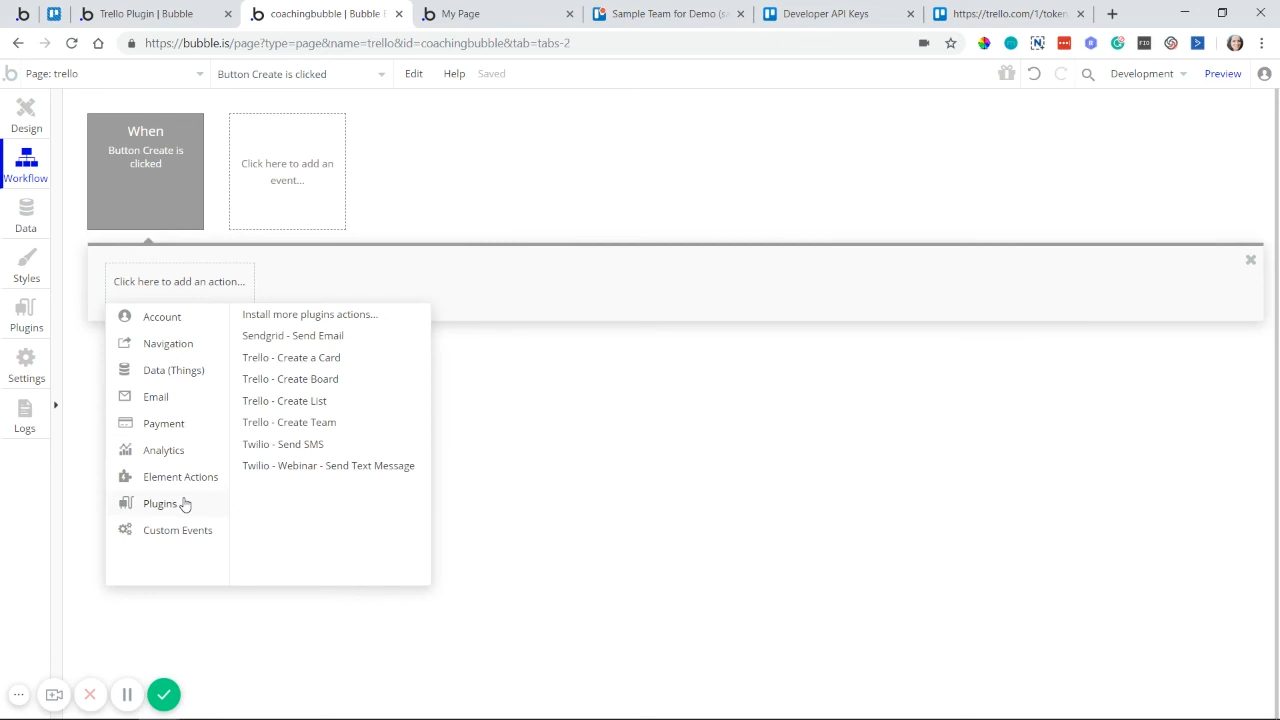 Trello Plugin | Bubble
coachingbubble | Bubble E
My Page
Sample Team for Demo (sa
Developer API Keys
https://trello.com/1/token
https://bubble.is/page?type=page&name=trello&id=coachingbubble&tab=tabs-2
Page: trello
Button Create is clicked
Edit
Help
Saved
Development
Preview
Design
Workflow
Data
Styles
Plugins
Settings
Logs
When
Button Create is
clicked
Click here to add an
event...
Click here to add an action...
Account
Navigation
Data (Things)
Email
Payment
Analytics
Element Actions
Plugins
Custom Events
Install more plugins actions...
Sendgrid - Send Email
Trello - Create a Card
Trello - Create Board
Trello - Create List
Trello - Create Team
Twilio - Send SMS
Twilio - Webinar - Send Text Message